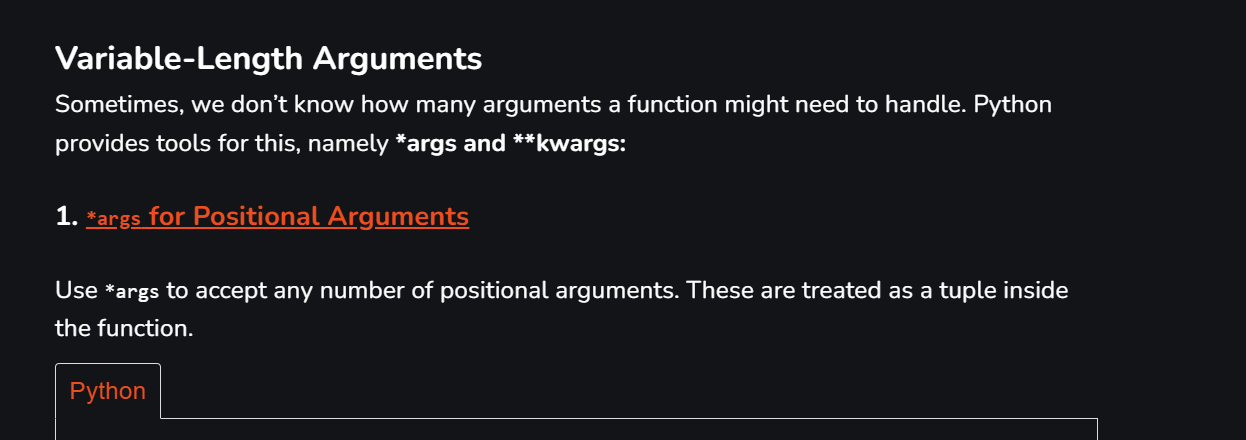 Variable-Length Arguments
Sometimes, we don’t know how many arguments a function might need to handle. Python
provides tools for this, namely *args and **kwargs:
1. *args for Positional Arguments
Use *args to accept any number of positional arguments. These are treated as a tuple inside
the function.
Python